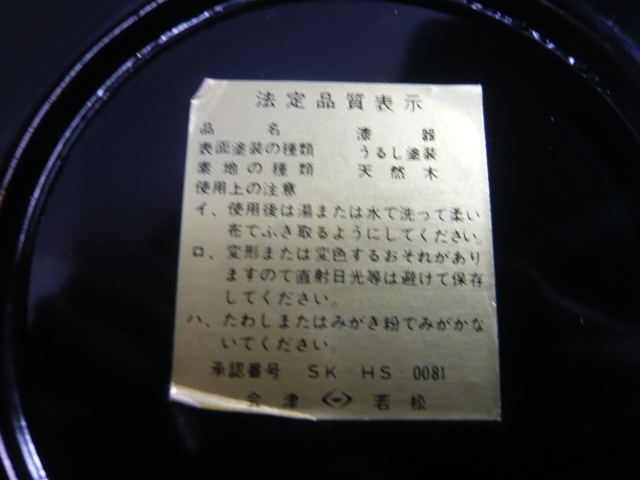 法定品質表示
品名 漆器
表面塗装の種類 うるし塗装
素地の種類 天然木
使用上の注意
イ、使用後は湯または水で洗って柔い
布でふき取るようにしてください。
ロ、変形または変色するおそれがあり
ますので直射日光等は避けて保存
してください。
ハ、たわしまたはみがき粉でみがかな
いでください。
承認番号 SK HS 0081
会津 若松